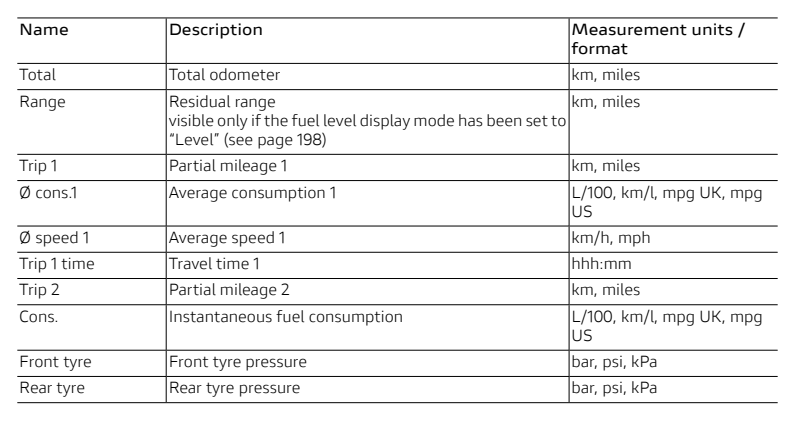 Name Description Measurement units /
format
Total Total odometer km, miles
Range Residual range km, miles
visible only if the fuel level display mode has been set to
“Level” (see page 198)
Trip 1 Partial mileage 1 km, miles
Ø cons.1 Average consumption 1 L/100, km/l, mpg UK, mpg
US
Ø speed 1 Average speed 1 km/h, mph
Trip 1 time Travel time 1 hhh:mm
Trip 2 Partial mileage 2 km, miles
Cons. Instantaneous fuel consumption L/100, km/l, mpg UK, mpg
US
Front tyre Front tyre pressure bar, psi, kPa
Rear tyre Rear tyre pressure bar, psi, kPa